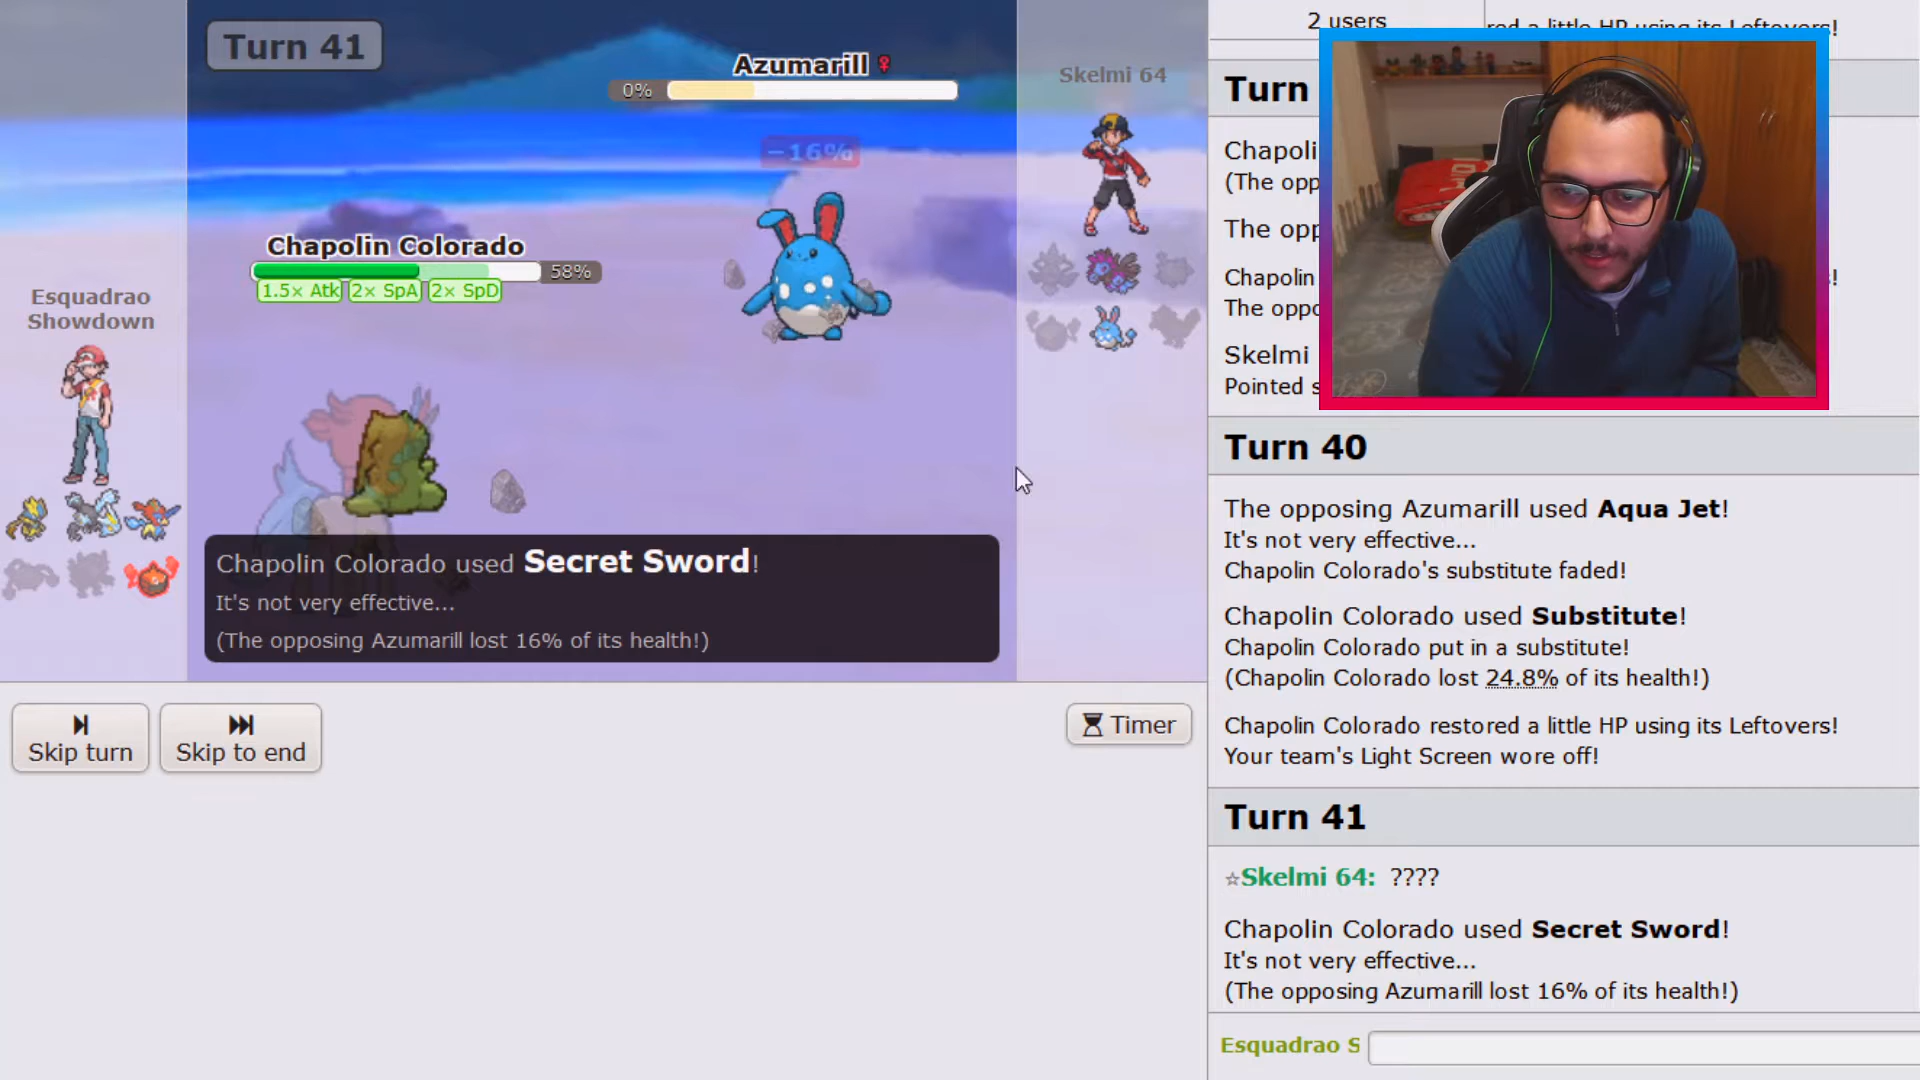 Turn 41
Azumarill ♀
0%
-16%
Skelmi 64
Chapolin Colorado
58%
1.5× Atk 2× SpA 2× SpD
Esquadrao
Showdown
Chapolin Colorado used Secret Sword!
It's not very effective...
(The opposing Azumarill lost 16% of its health!)
Skip turn
Skip to end
Timer
2 users
red a little HP using its Leftovers!
Turn
Chapoli
(The opp
The opp
Chapolin
The oppo
Skelmi
Pointed s
Turn 40
The opposing Azumarill used Aqua Jet!
It's not very effective...
Chapolin Colorado's substitute faded!
Chapolin Colorado used Substitute!
Chapolin Colorado put in a substitute!
(Chapolin Colorado lost 24.8% of its health!)
Chapolin Colorado restored a little HP using its Leftovers!
Your team's Light Screen wore off!
Turn 41
☆Skelmi 64: ????
Chapolin Colorado used Secret Sword!
It's not very effective...
(The opposing Azumarill lost 16% of its health!)
Esquadrao S